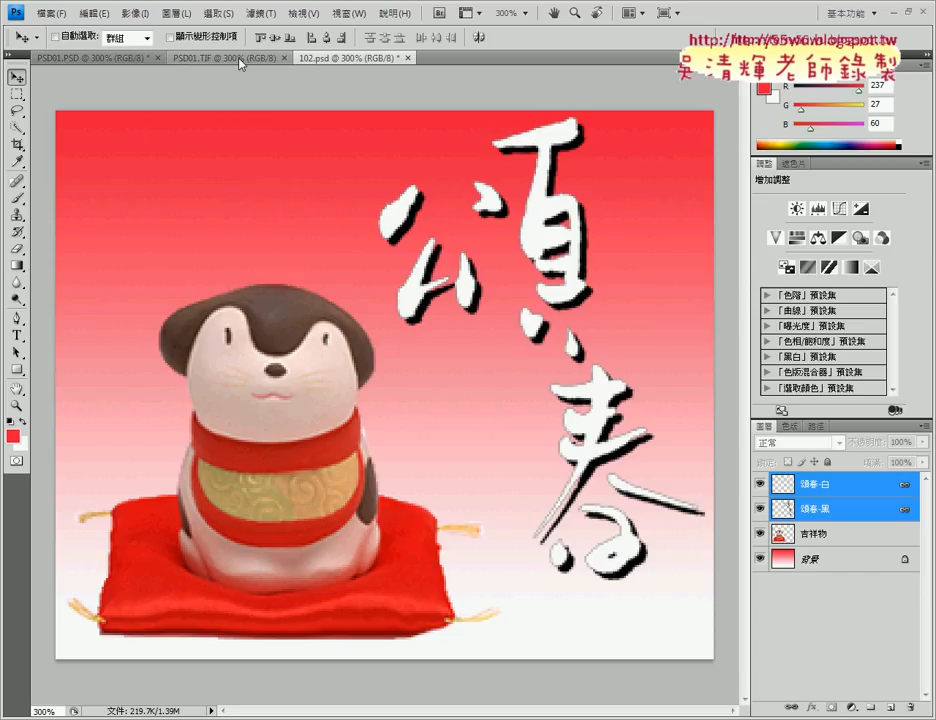 Ps 檔案(F) 編輯(E) 影像(I) 圖層(L) 選取(S) 濾鏡(T) 檢視(V) 視窗(W) 說明(H) Br 300% 基本功能
自動選取: 群組 顯示變形控制項
PSD01.PSD @ 300% (RGB/8) * × PSD01.TIF @ 300% (RGB/8) × 102.psd @ 300% (RGB/8) * ×
吳清輝老師錄製
R 237
G 27
B 60
調整 遮色片
增加調整
「色階」預設集
「曲線」預設集
「曝光度」預設集
「色相/飽和度」預設集
「黑白」預設集
「色版混合器」預設集
「選取顏色」預設集
圖層 色版 路徑
正常 不透明度: 100%
鎖定: 填滿: 100%
頌春-白
頌春-黑
吉祥物
背景
頌
春
300% 文件: 219.7K/1.39M